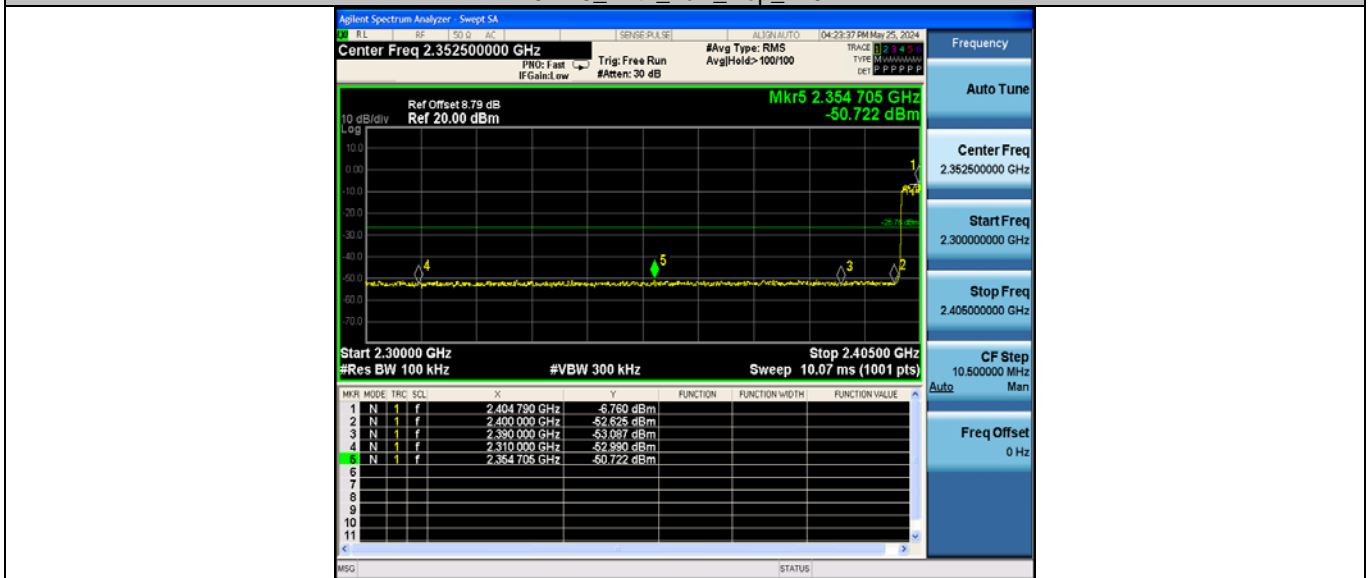 Agilent Spectrum Analyzer - Swept SA
RL RF 50 Ω AC SENSE:PULSE ALIGN AUTO 04:23:37 PM May 25, 2024
Center Freq 2.352500000 GHz
PNO: Fast
IFGain:Low
Trig: Free Run
#Atten: 30 dB
#Avg Type: RMS
Avg|Hold:> 100/100
TRACE 1 2 3 4 5 6
TYPE
DET P P P P P P
Mkr5 2.354 705 GHz
-50.722 dBm
Ref Offset 8.79 dB
10 dB/div Ref 20.00 dBm
Log
10.0
0.00
-10.0
-20.0
-30.0
-40.0
-50.0
-60.0
-70.0
1
2
3
4
5
Start 2.30000 GHz Stop 2.40500 GHz
#Res BW 100 kHz #VBW 300 kHz Sweep 10.07 ms (1001 pts)
MKR MODE TRC SCL X Y FUNCTION FUNCTION WIDTH FUNCTION VALUE
1 N 1 f 2.404 790 GHz -6.760 dBm
2 N 1 f 2.400 000 GHz -52.625 dBm
3 N 1 f 2.390 000 GHz -53.087 dBm
4 N 1 f 2.310 000 GHz -52.990 dBm
5 N 1 f 2.354 705 GHz -50.722 dBm
6
7
8
9
10
11
MSG STATUS
Frequency
Auto Tune
Center Freq
2.352500000 GHz
Start Freq
2.300000000 GHz
Stop Freq
2.405000000 GHz
CF Step
10.500000 MHz
Auto Man
Freq Offset
0 Hz